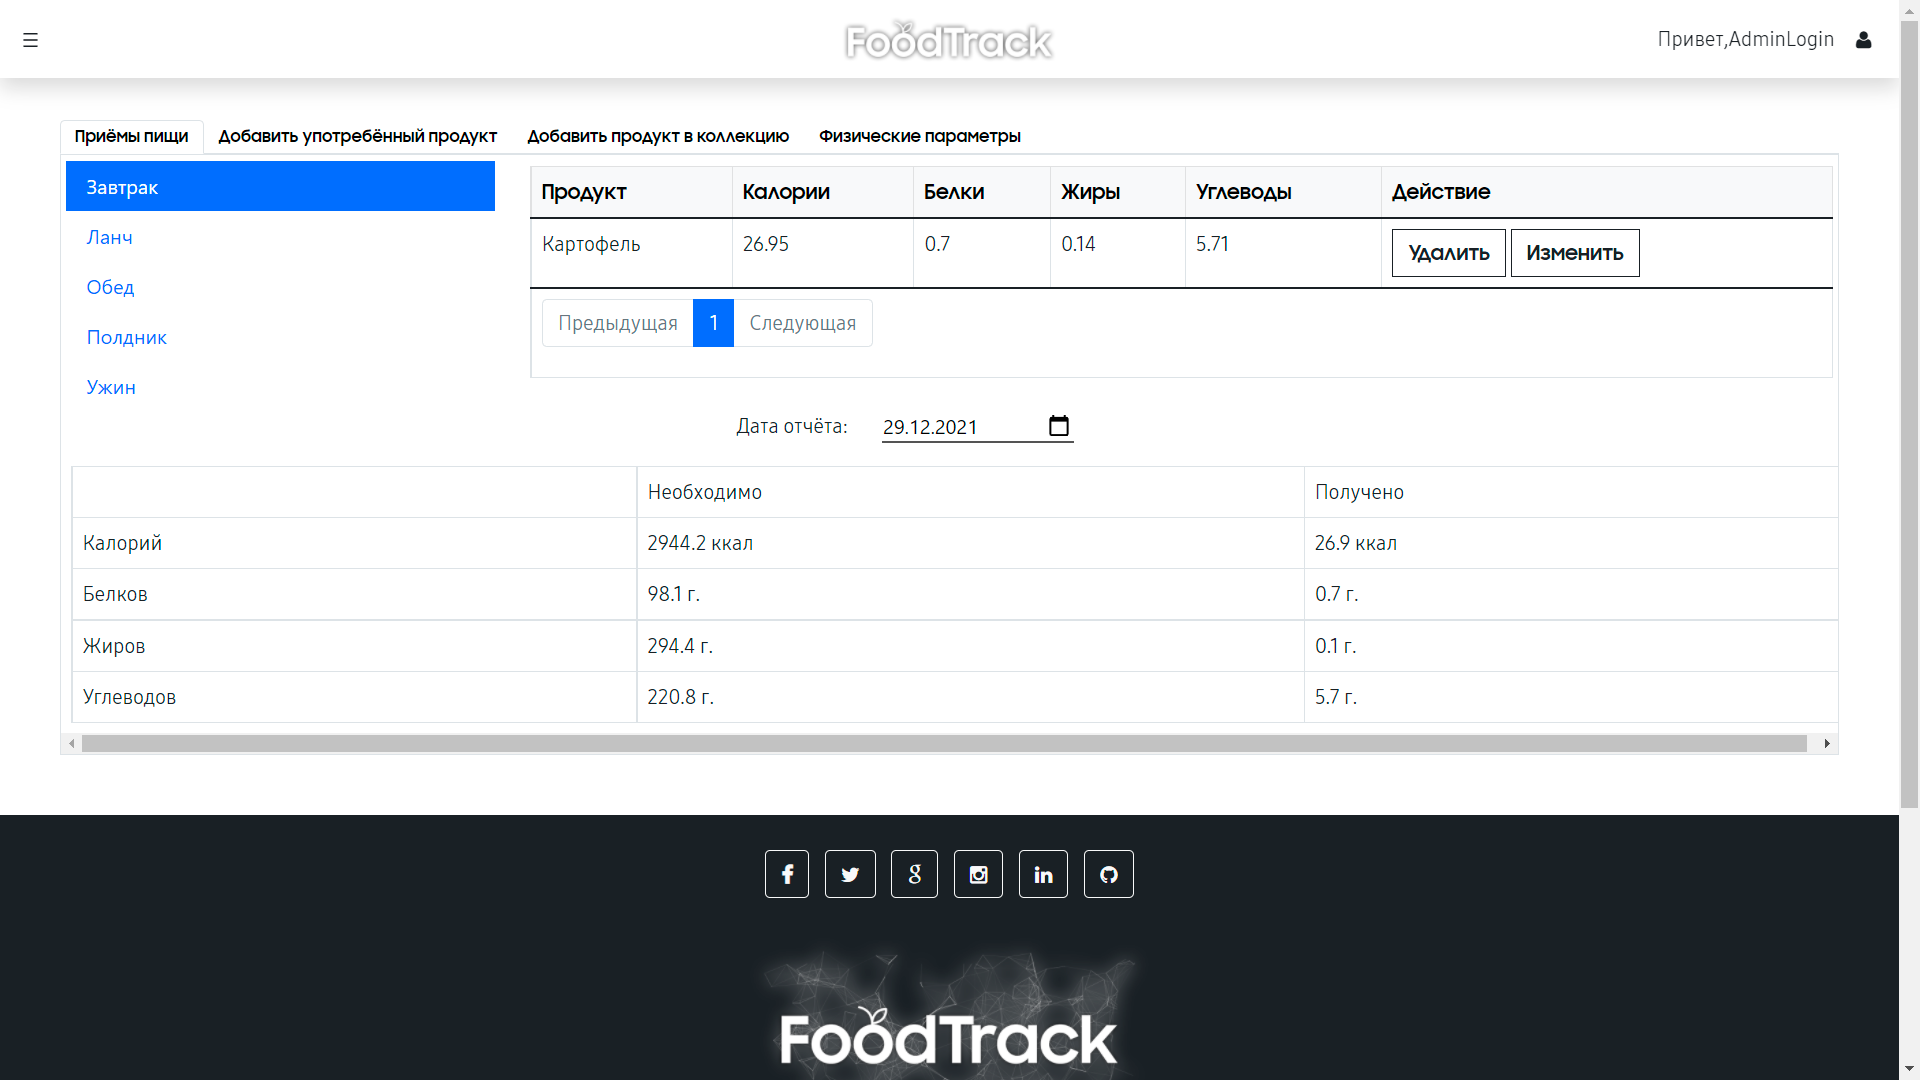 FoodTrack
Привет,AdminLogin
Приёмы пищи Добавить употребённый продукт Добавить продукт в коллекцию Физические параметры
Завтрак
Ланч
Обед
Полдник
Ужин
Продукт Калории Белки Жиры Углеводы Действие
Картофель 26.95 0.7 0.14 5.71 Удалить Изменить
Предыдущая 1 Следующая
Дата отчёта: 29.12.2021
Необходимо Получено
Калорий 2944.2 ккал 26.9 ккал
Белков 98.1 г. 0.7 г.
Жиров 294.4 г. 0.1 г.
Углеводов 220.8 г. 5.7 г.
FoodTrack